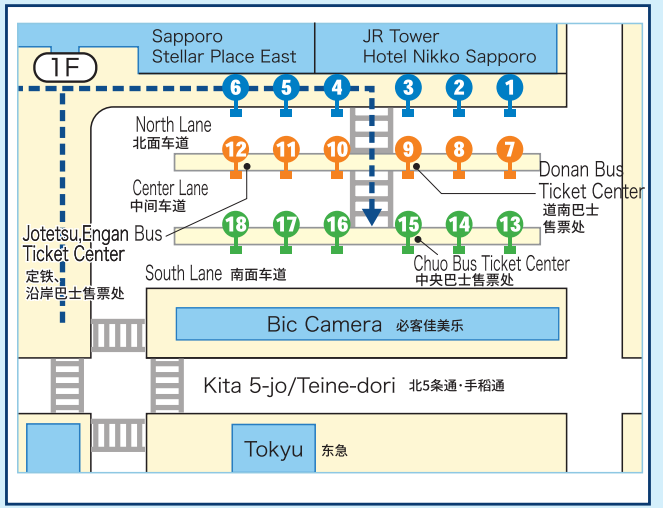 Sapporo
Stellar Place East
JR Tower
Hotel Nikko Sapporo
1F
6
5
4
3
2
1
North Lane
北面车道
12
11
10
9
8
7
Center Lane
中间车道
Donan Bus
Ticket Center
道南巴士
售票处
Jotetsu,Engan Bus
Ticket Center
定铁、
沿岸巴士售票处
18
17
16
15
14
13
South Lane 南面车道
Chuo Bus Ticket Center
中央巴士售票处
Bic Camera 必客佳美乐
Kita 5-jo/Teine-dori 北5条通·手稻通
Tokyu 东急